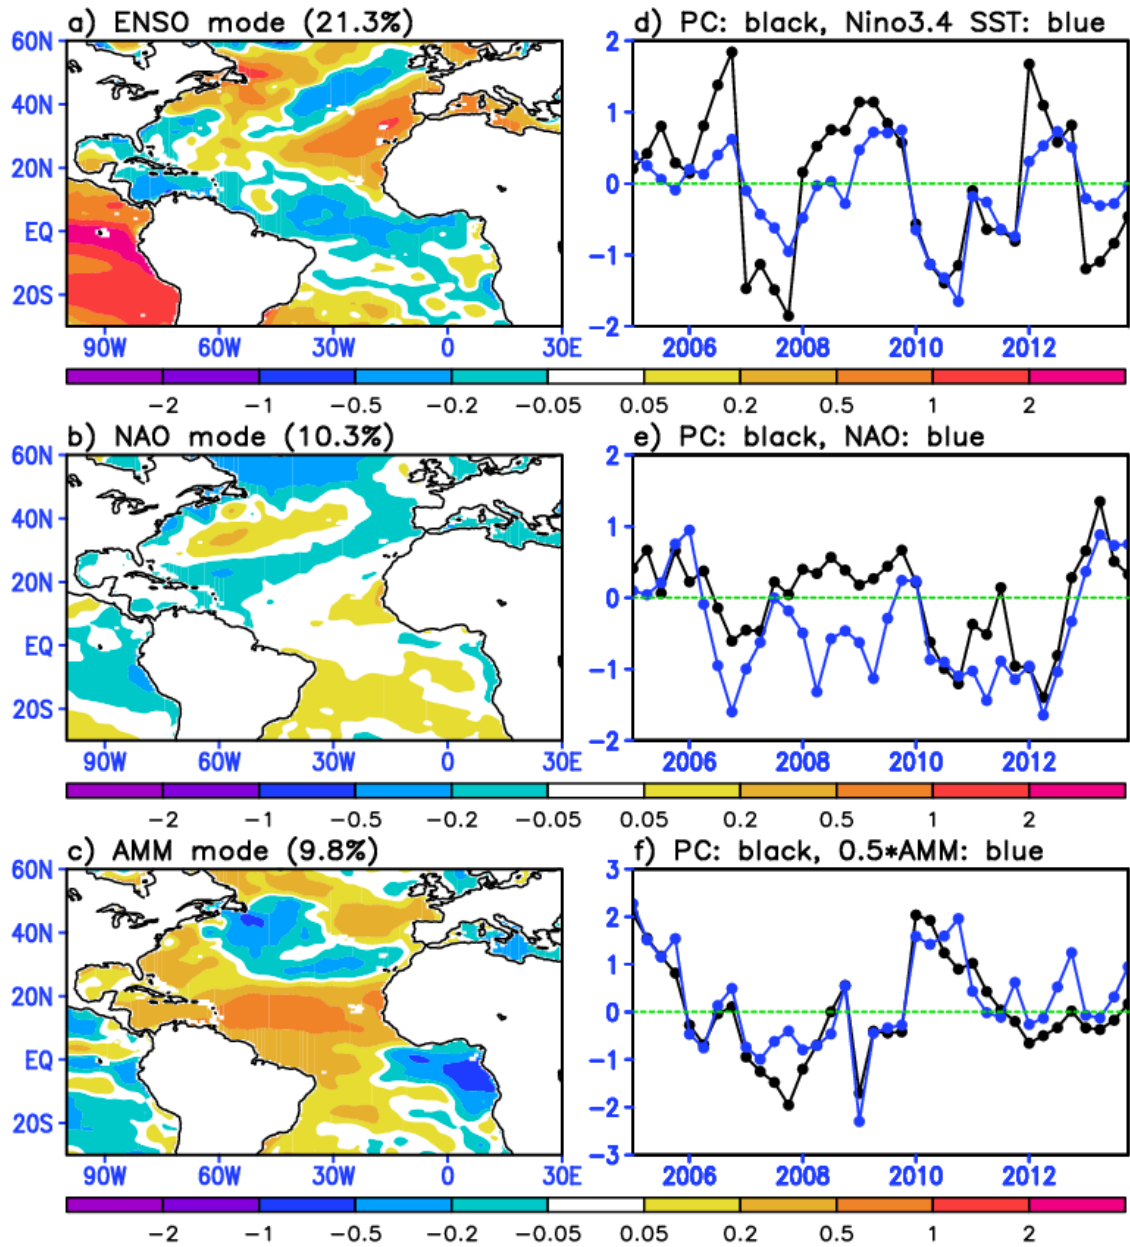 a) ENSO mode (21.3%)
60N
40N
20N
EQ
20S
90W 60W 30W 0 30E
-2 -1 -0.5 -0.2 -0.05 0.05 0.2 0.5 1 2
d) PC: black, Nino3.4 SST: blue
2
1
0
-1
-2
2006 2008 2010 2012
b) NAO mode (10.3%)
60N
40N
20N
EQ
20S
90W 60W 30W 0 30E
-2 -1 -0.5 -0.2 -0.05 0.05 0.2 0.5 1 2
e) PC: black, NAO: blue
2
1
0
-1
-2
2006 2008 2010 2012
c) AMM mode (9.8%)
60N
40N
20N
EQ
20S
90W 60W 30W 0 30E
-2 -1 -0.5 -0.2 -0.05 0.05 0.2 0.5 1 2
f) PC: black, 0.5*AMM: blue
3
2
1
0
-1
-2
-3
2006 2008 2010 2012